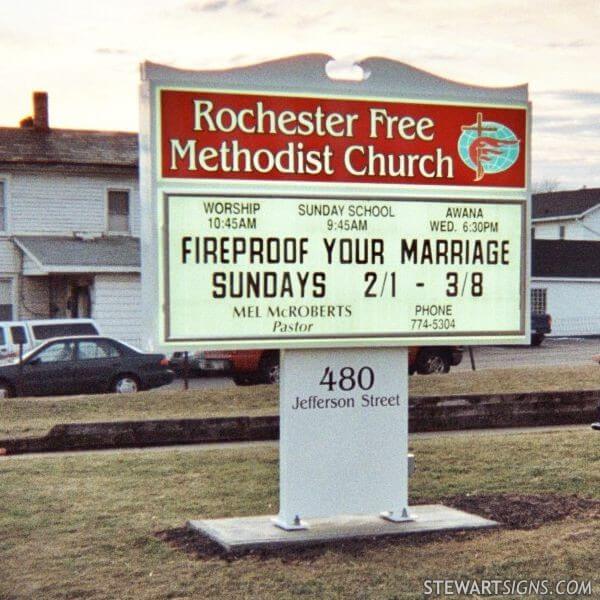 Rochester Free
Methodist Church
WORSHIP SUNDAY SCHOOL AWANA
10:45AM 9:45AM WED. 6:30PM
FIREPROOF YOUR MARRIAGE
SUNDAYS 2/1 - 3/8
MEL McROBERTS PHONE
Pastor 774-5304
480
Jefferson Street
STEWARTSIGNS.COM